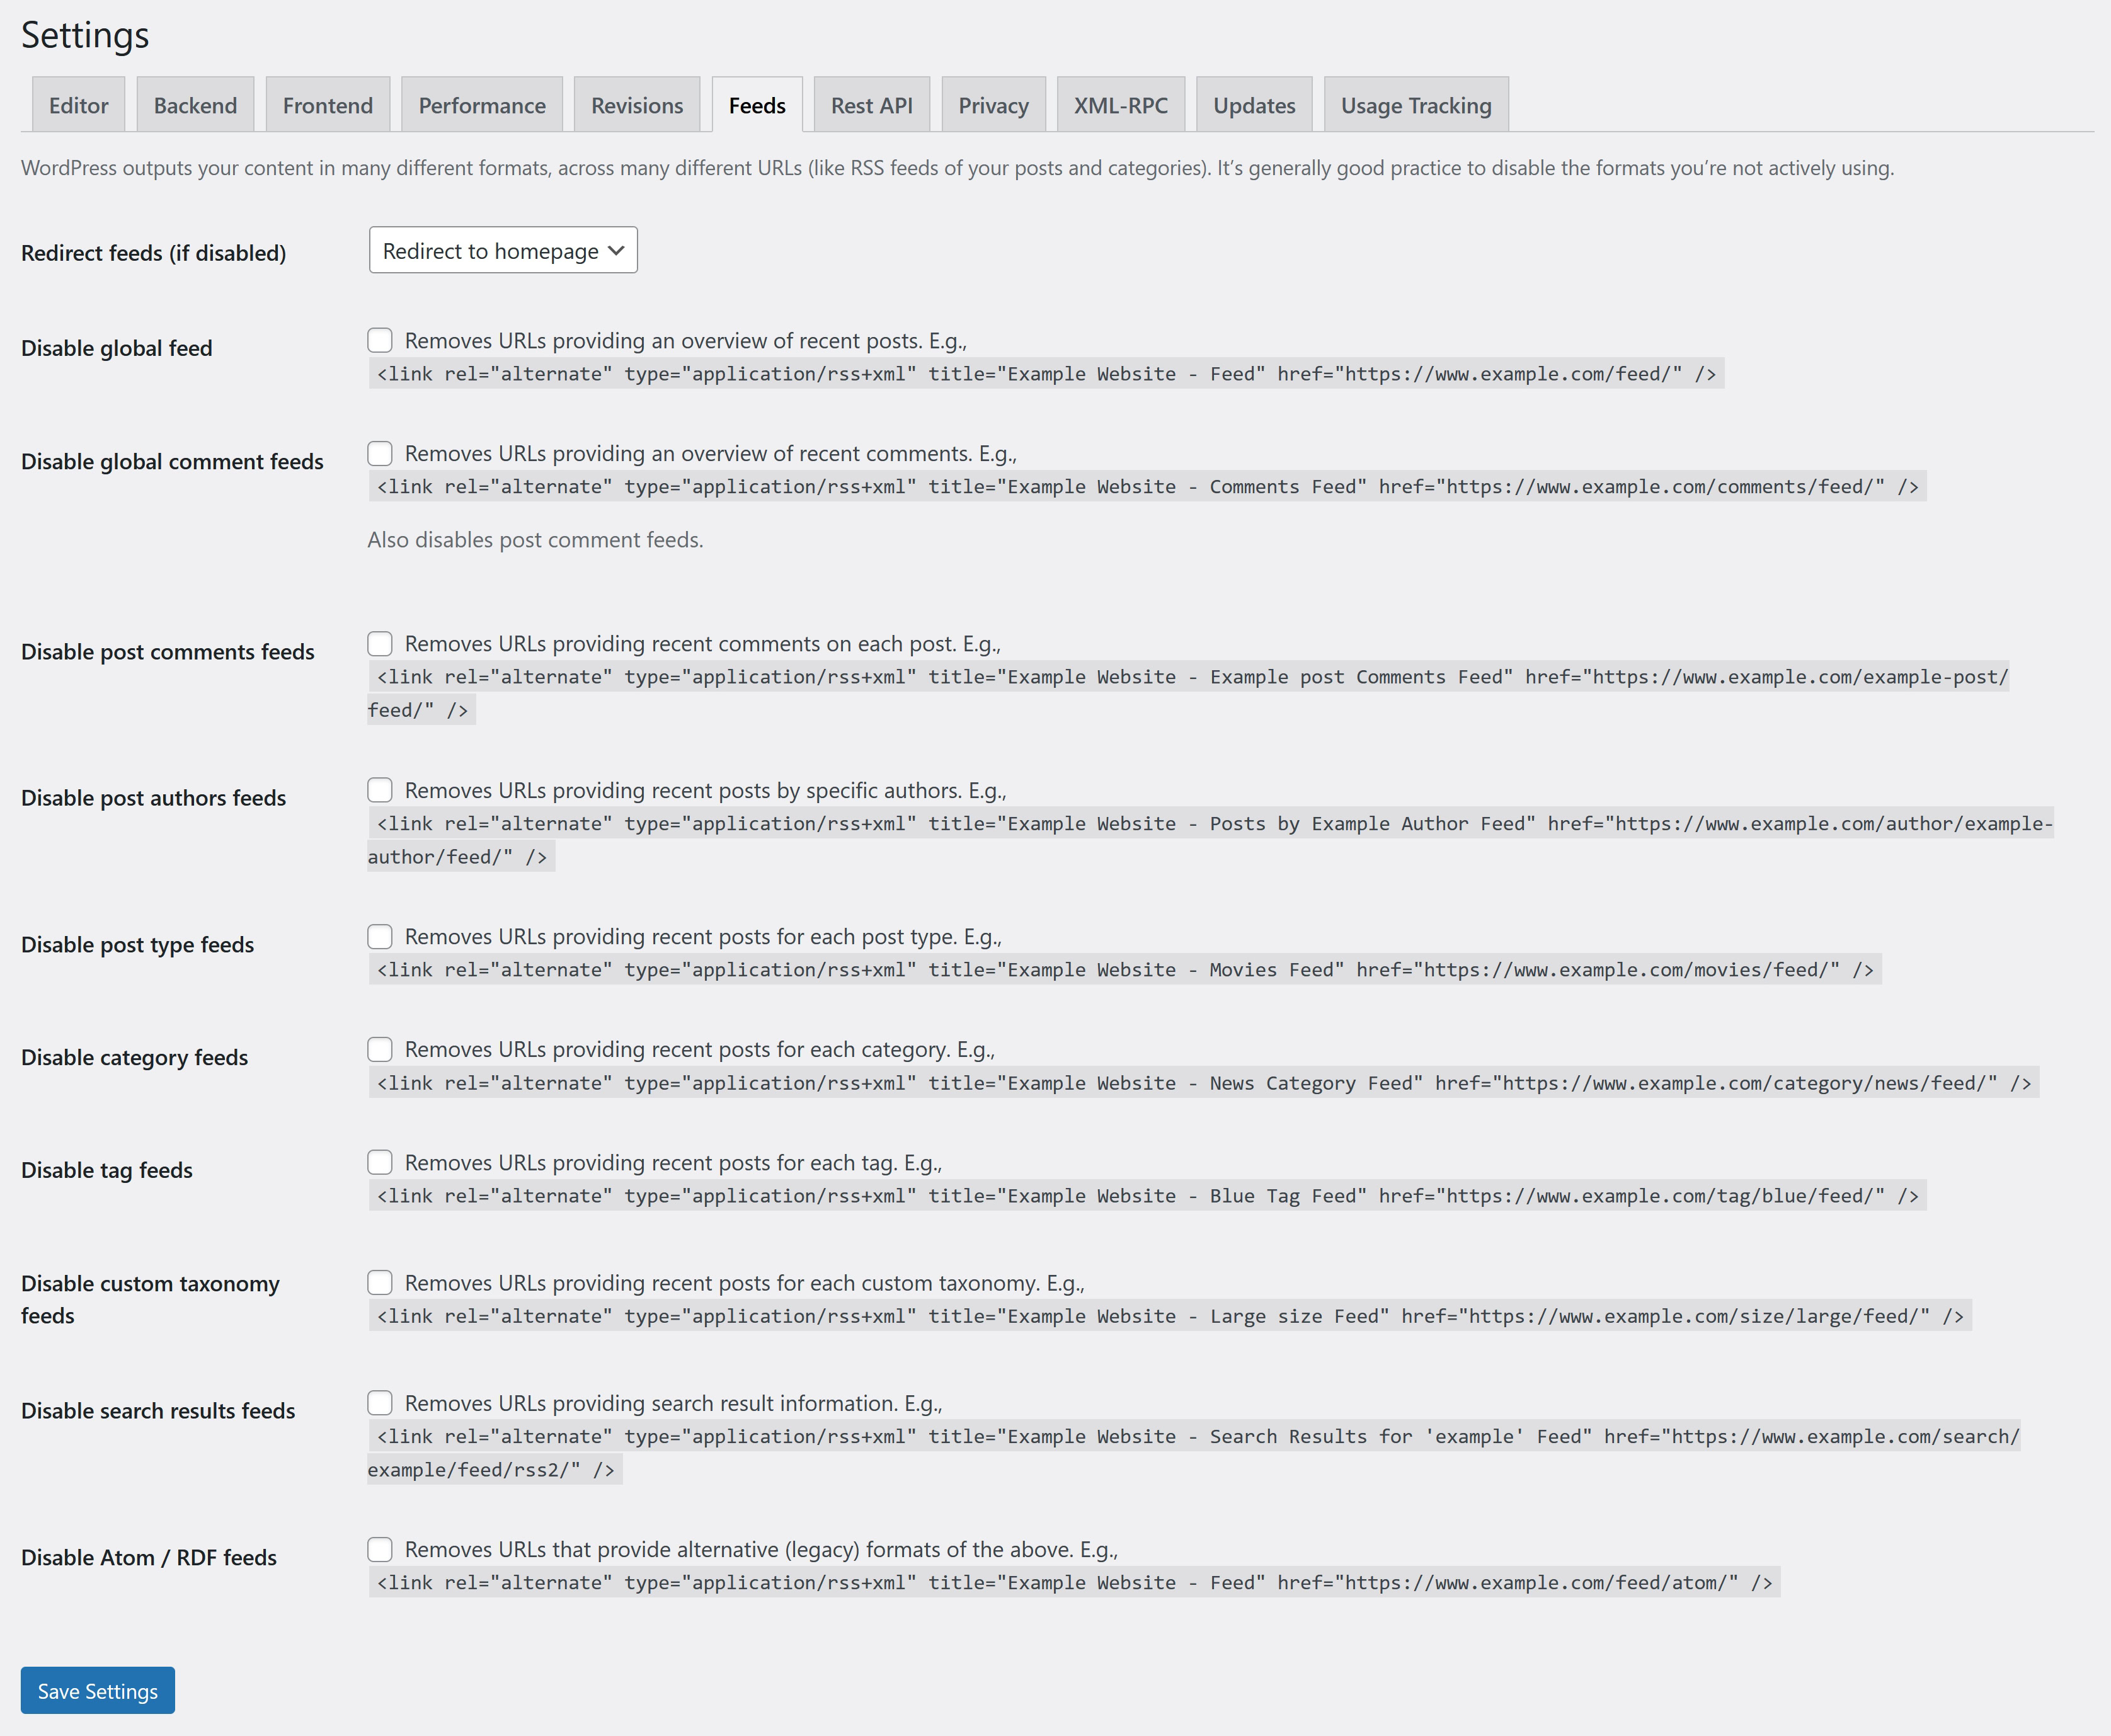 Settings
Editor Backend Frontend Performance Revisions Feeds Rest API Privacy XML-RPC Updates Usage Tracking
WordPress outputs your content in many different formats, across many different URLs (like RSS feeds of your posts and categories). It’s generally good practice to disable the formats you’re not actively using.
Redirect feeds (if disabled) Redirect to homepage
Disable global feed
Removes URLs providing an overview of recent posts. E.g.,
<link rel="alternate" type="application/rss+xml" title="Example Website - Feed" href="https://www.example.com/feed/" />
Disable global comment feeds
Removes URLs providing an overview of recent comments. E.g.,
<link rel="alternate" type="application/rss+xml" title="Example Website - Comments Feed" href="https://www.example.com/comments/feed/" />
Also disables post comment feeds.
Disable post comments feeds
Removes URLs providing recent comments on each post. E.g.,
<link rel="alternate" type="application/rss+xml" title="Example Website - Example post Comments Feed" href="https://www.example.com/example-post/
feed/" />
Disable post authors feeds
Removes URLs providing recent posts by specific authors. E.g.,
<link rel="alternate" type="application/rss+xml" title="Example Website - Posts by Example Author Feed" href="https://www.example.com/author/example-
author/feed/" />
Disable post type feeds
Removes URLs providing recent posts for each post type. E.g.,
<link rel="alternate" type="application/rss+xml" title="Example Website - Movies Feed" href="https://www.example.com/movies/feed/" />
Disable category feeds
Removes URLs providing recent posts for each category. E.g.,
<link rel="alternate" type="application/rss+xml" title="Example Website - News Category Feed" href="https://www.example.com/category/news/feed/" />
Disable tag feeds
Removes URLs providing recent posts for each tag. E.g.,
<link rel="alternate" type="application/rss+xml" title="Example Website - Blue Tag Feed" href="https://www.example.com/tag/blue/feed/" />
Disable custom taxonomy
feeds
Removes URLs providing recent posts for each custom taxonomy. E.g.,
<link rel="alternate" type="application/rss+xml" title="Example Website - Large size Feed" href="https://www.example.com/size/large/feed/" />
Disable search results feeds
Removes URLs providing search result information. E.g.,
<link rel="alternate" type="application/rss+xml" title="Example Website - Search Results for 'example' Feed" href="https://www.example.com/search/
example/feed/rss2/" />
Disable Atom / RDF feeds
Removes URLs that provide alternative (legacy) formats of the above. E.g.,
<link rel="alternate" type="application/rss+xml" title="Example Website - Feed" href="https://www.example.com/feed/atom/" />
Save Settings